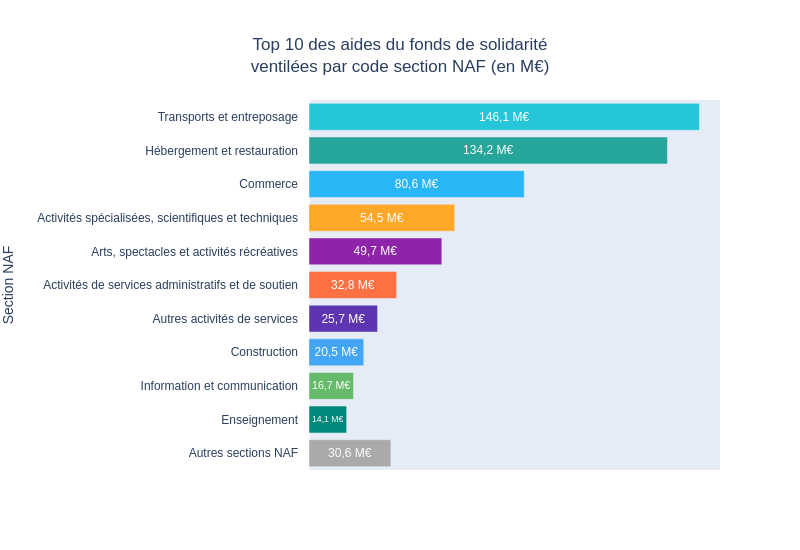 Top 10 des aides du fonds de solidarité
ventilées par code section NAF (en M€)
Section NAF
Transports et entreposage 146,1 M€
Hébergement et restauration 134,2 M€
Commerce 80,6 M€
Activités spécialisées, scientifiques et techniques 54,5 M€
Arts, spectacles et activités récréatives 49,7 M€
Activités de services administratifs et de soutien 32,8 M€
Autres activités de services 25,7 M€
Construction 20,5 M€
Information et communication 16,7 M€
Enseignement 14,1 M€
Autres sections NAF 30,6 M€